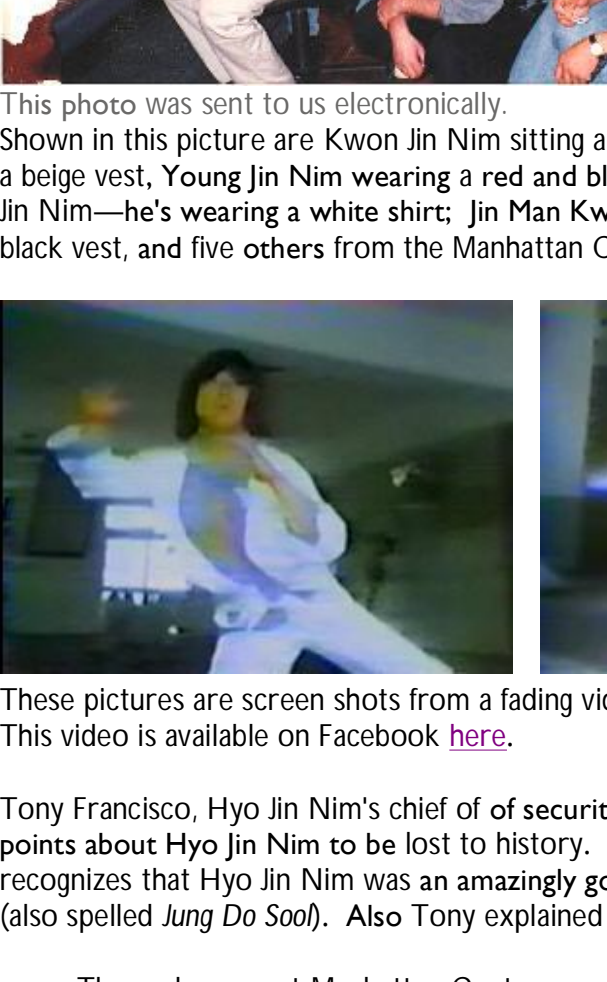 This photo was sent to us electronically.
Shown in this picture are Kwon Jin Nim sitting a
a beige vest, Young Jin Nim wearing a red and bl
Jin Nim—he's wearing a white shirt;  Jin Man Kw
black vest, and five others from the Manhattan C
These pictures are screen shots from a fading vid
This video is available on Facebook here.
Tony Francisco, Hyo Jin Nim's chief of of securit
points about Hyo Jin Nim to be lost to history.
recognizes that Hyo Jin Nim was an amazingly go
(also spelled Jung Do Sool).  Also Tony explained